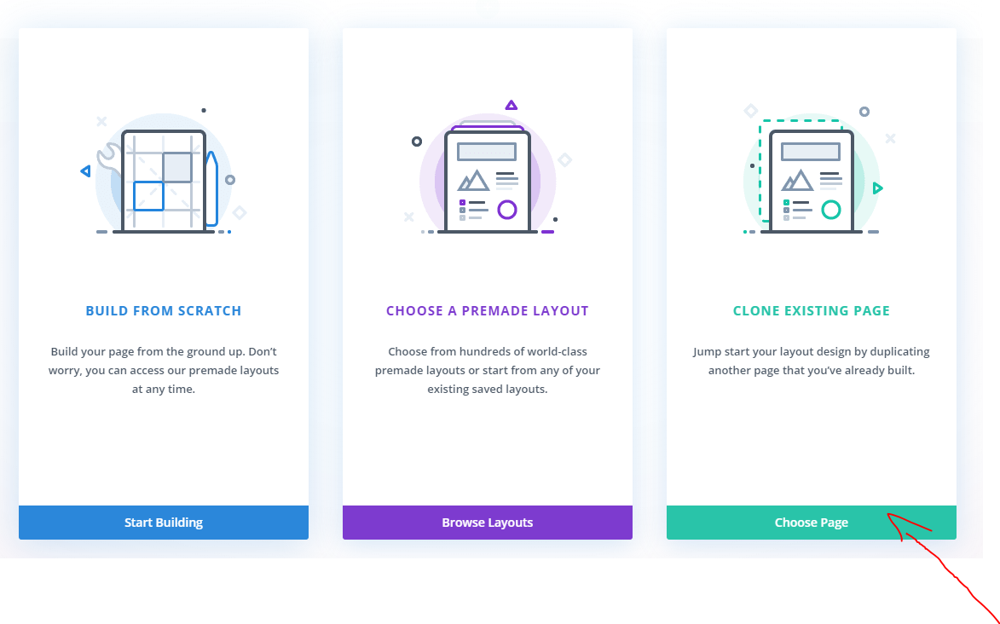 BUILD FROM SCRATCH
Build your page from the ground up. Don't
worry, you can access our premade layouts
at any time.
Start Building
CHOOSE A PREMADE LAYOUT
Choose from hundreds of world-class
premade layouts or start from any of your
existing saved layouts.
Browse Layouts
CLONE EXISTING PAGE
Jump start your layout design by duplicating
another page that you've already built.
Choose Page